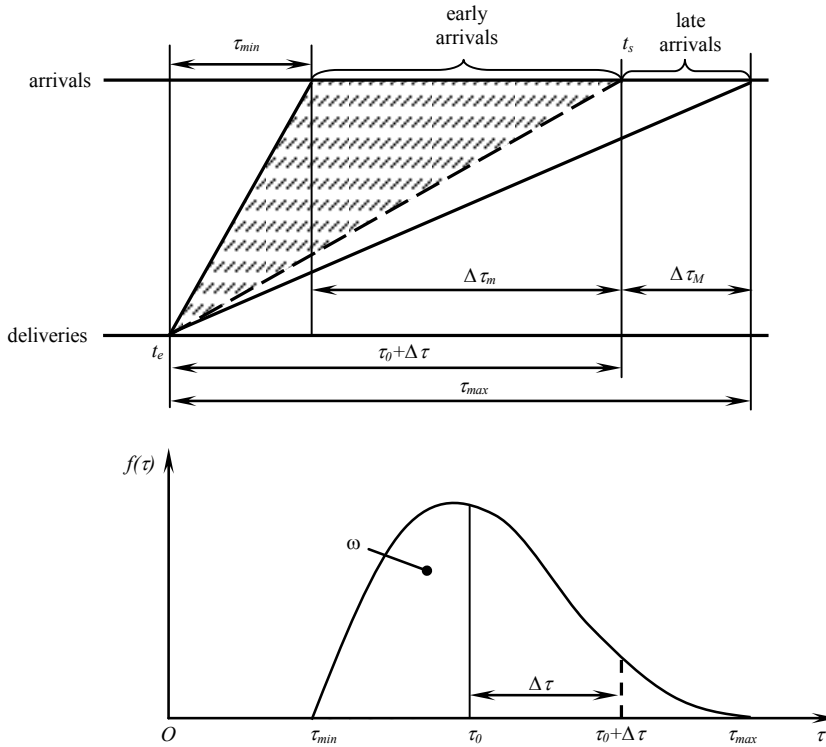 early
arrivals
late
arrivals
τmin
ts
arrivals
Δτm
ΔτM
deliveries
te
τ0+Δτ
τmax
f(τ)
ω
Δτ
O
τmin
τ0
τ0+Δτ
τmax
τ